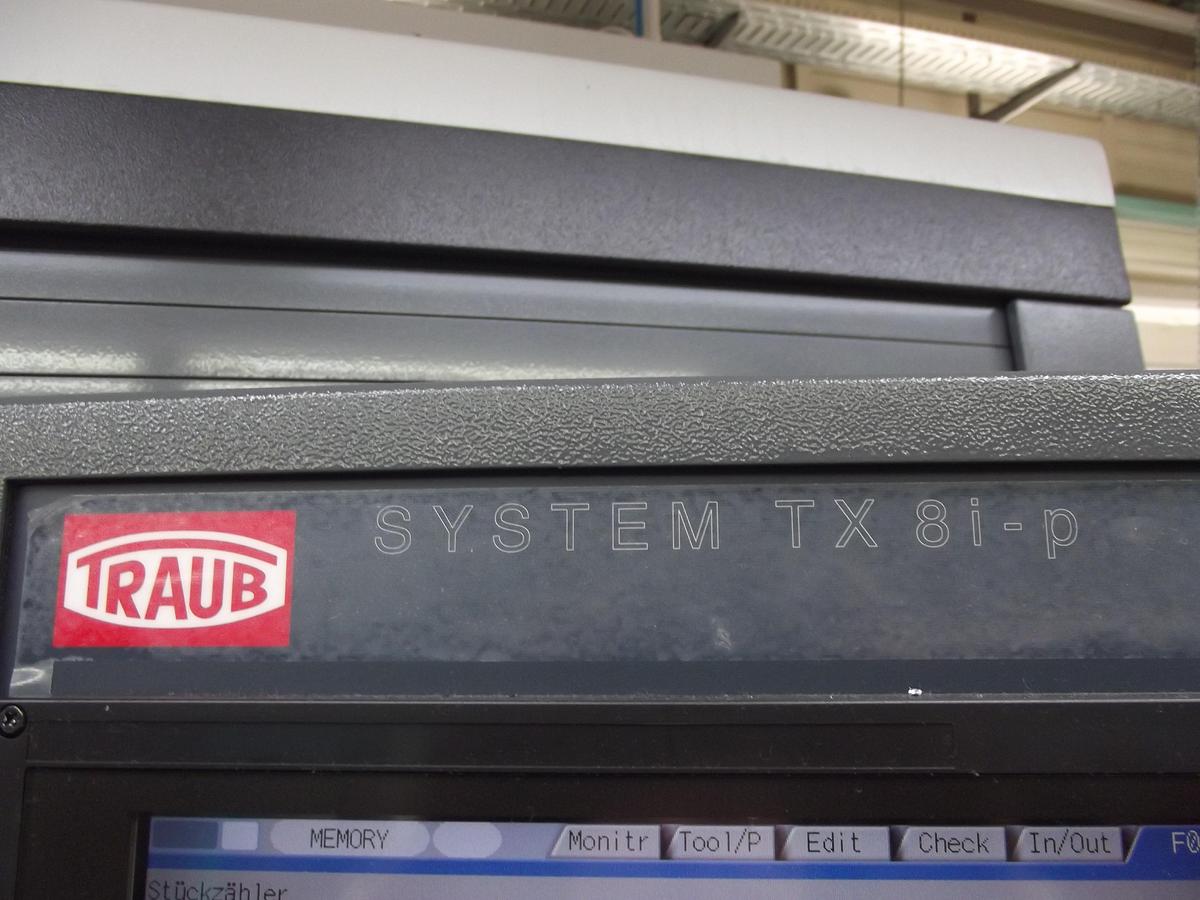 TRAUB
SYSTEM TX 8i-p
MEMORY Monitr Tool/P Edit Check In/Out
Stückzähler